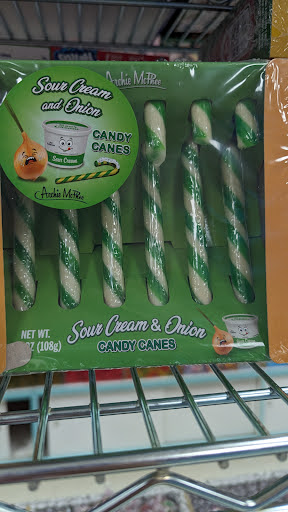 Archie McPhee
Sour Cream
and Onion
CANDY
CANES
Sour Cream
Archie McPhee
NET WT.
OZ (108g)
Sour Cream & Onion
CANDY CANES